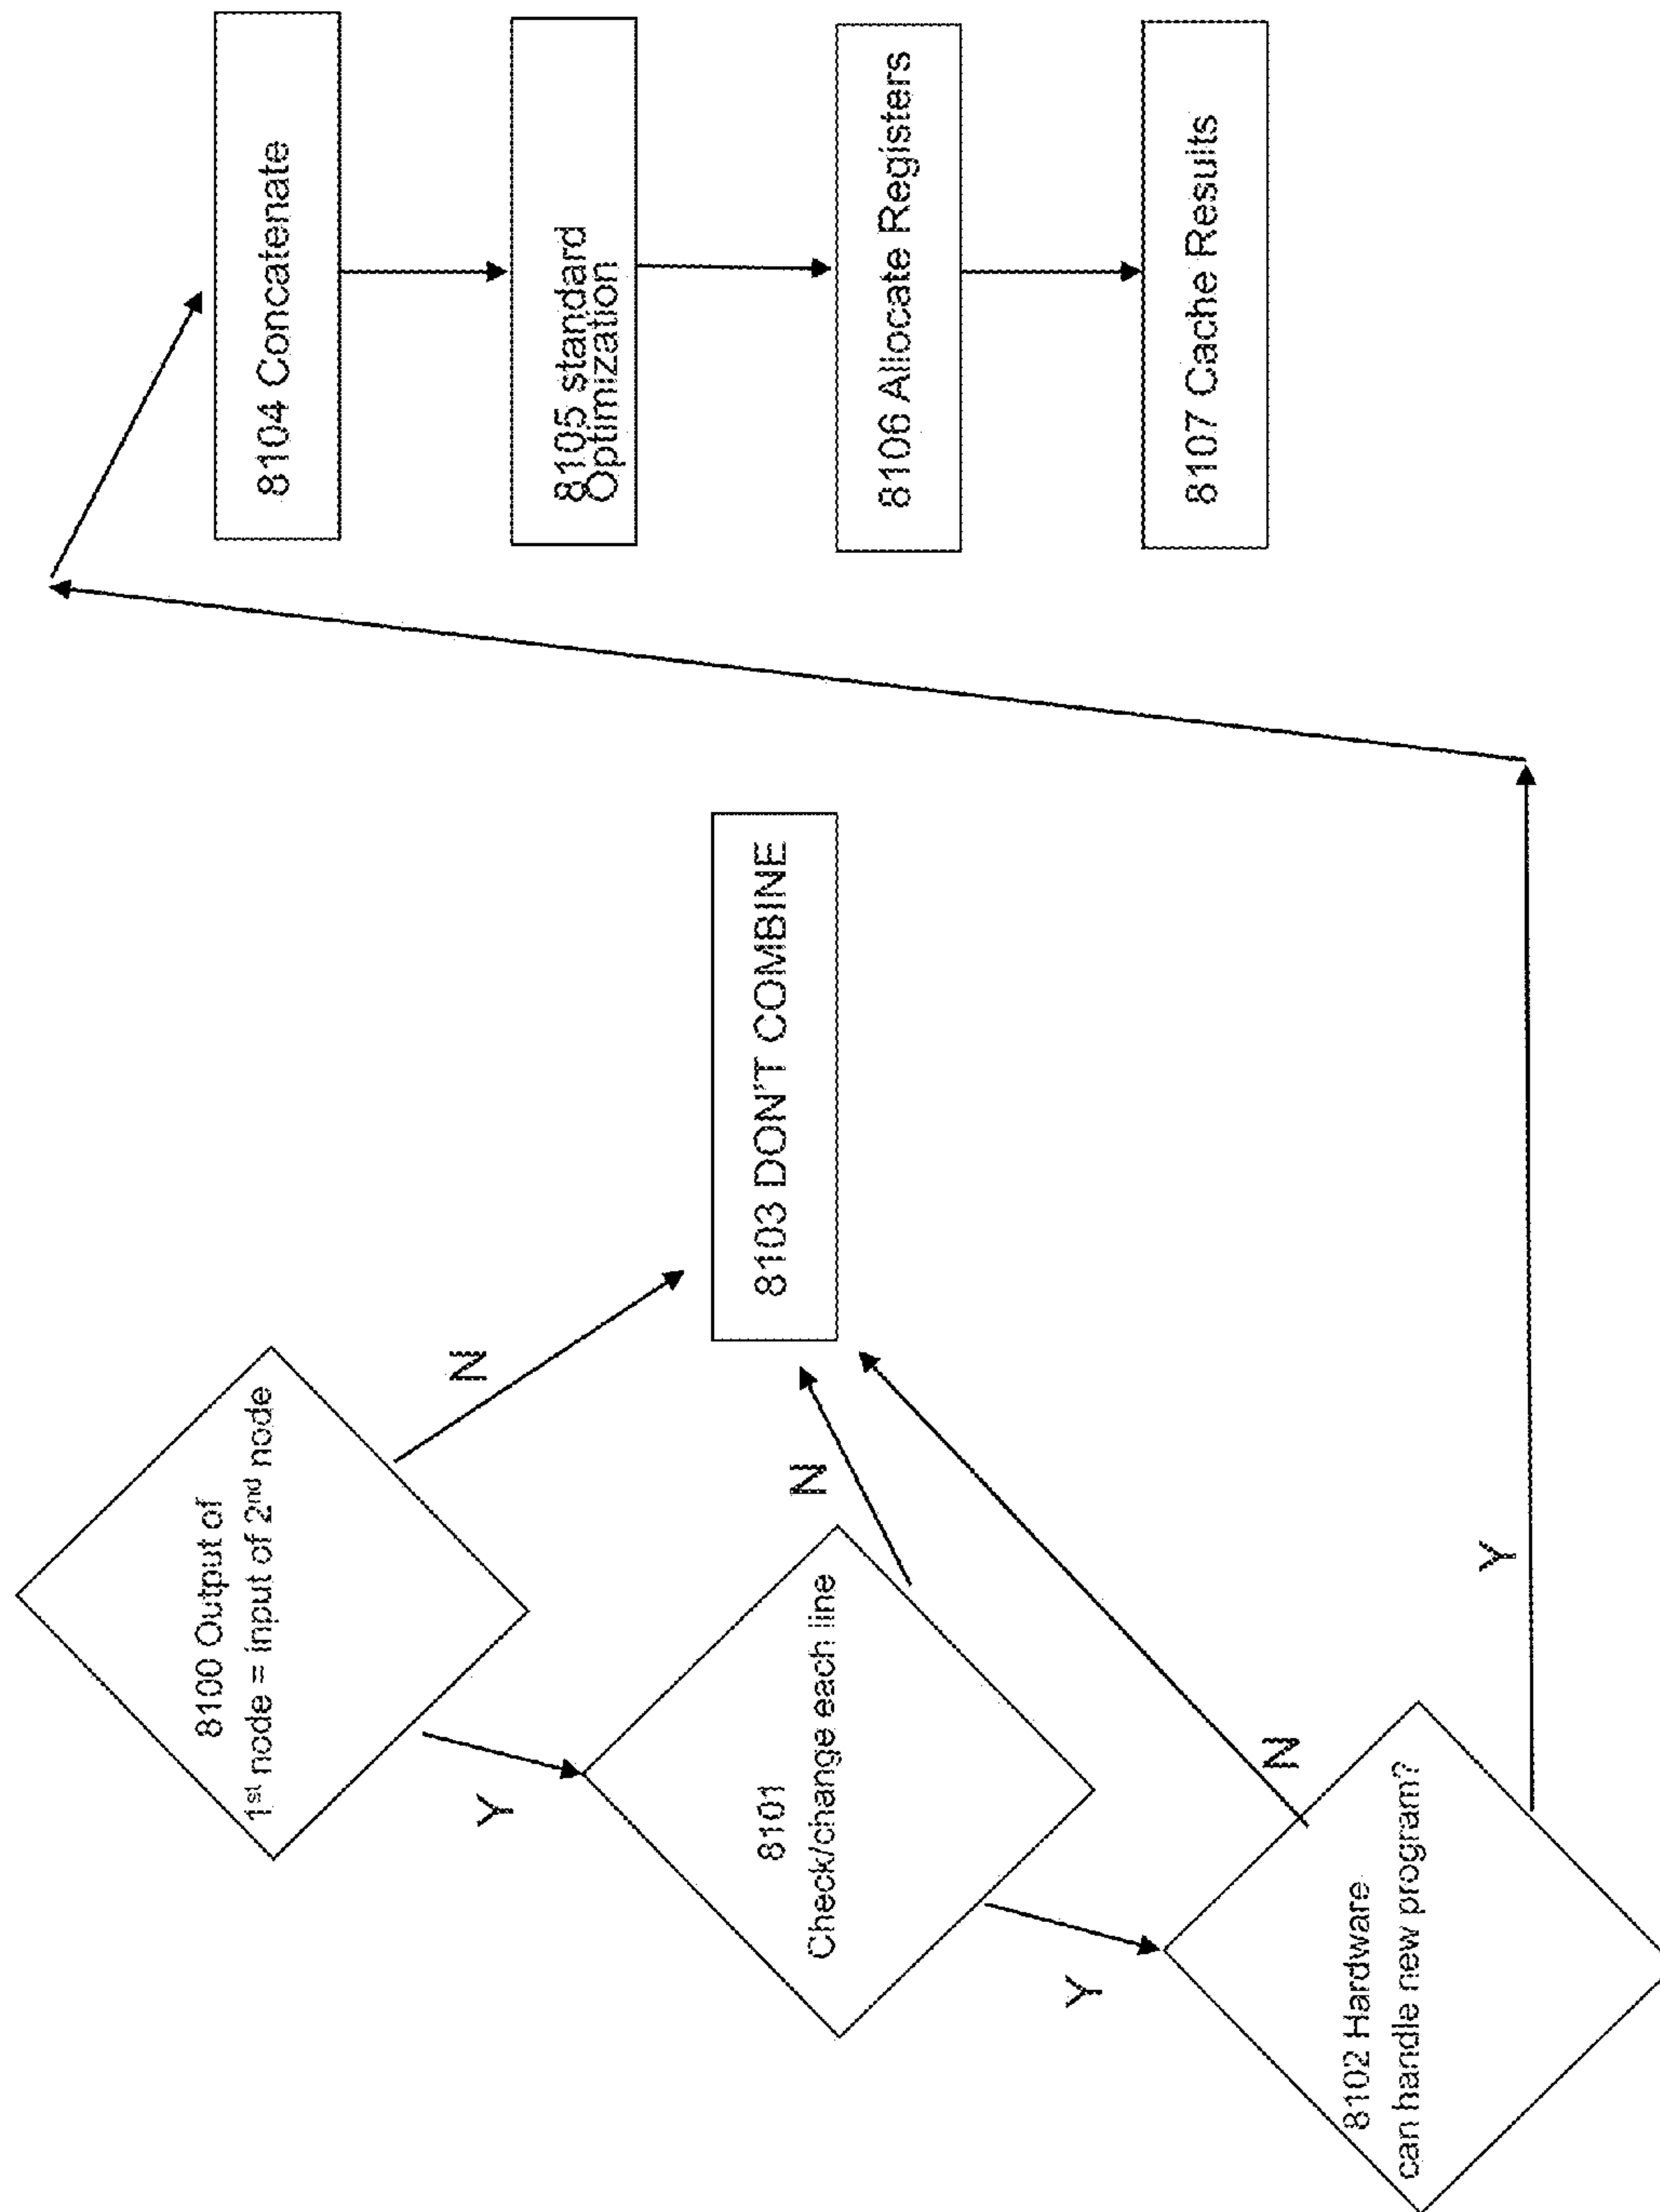 8100 Output of
1st node = input of 2nd node
N
Y
8101
Check/change each line
N
Y
8102 Hardware
can handle new program?
N
Y
8103 DON'T COMBINE
8104 Concatenate
8105 standard
Optimization
8106 Allocate Registers
8107 Cache Results